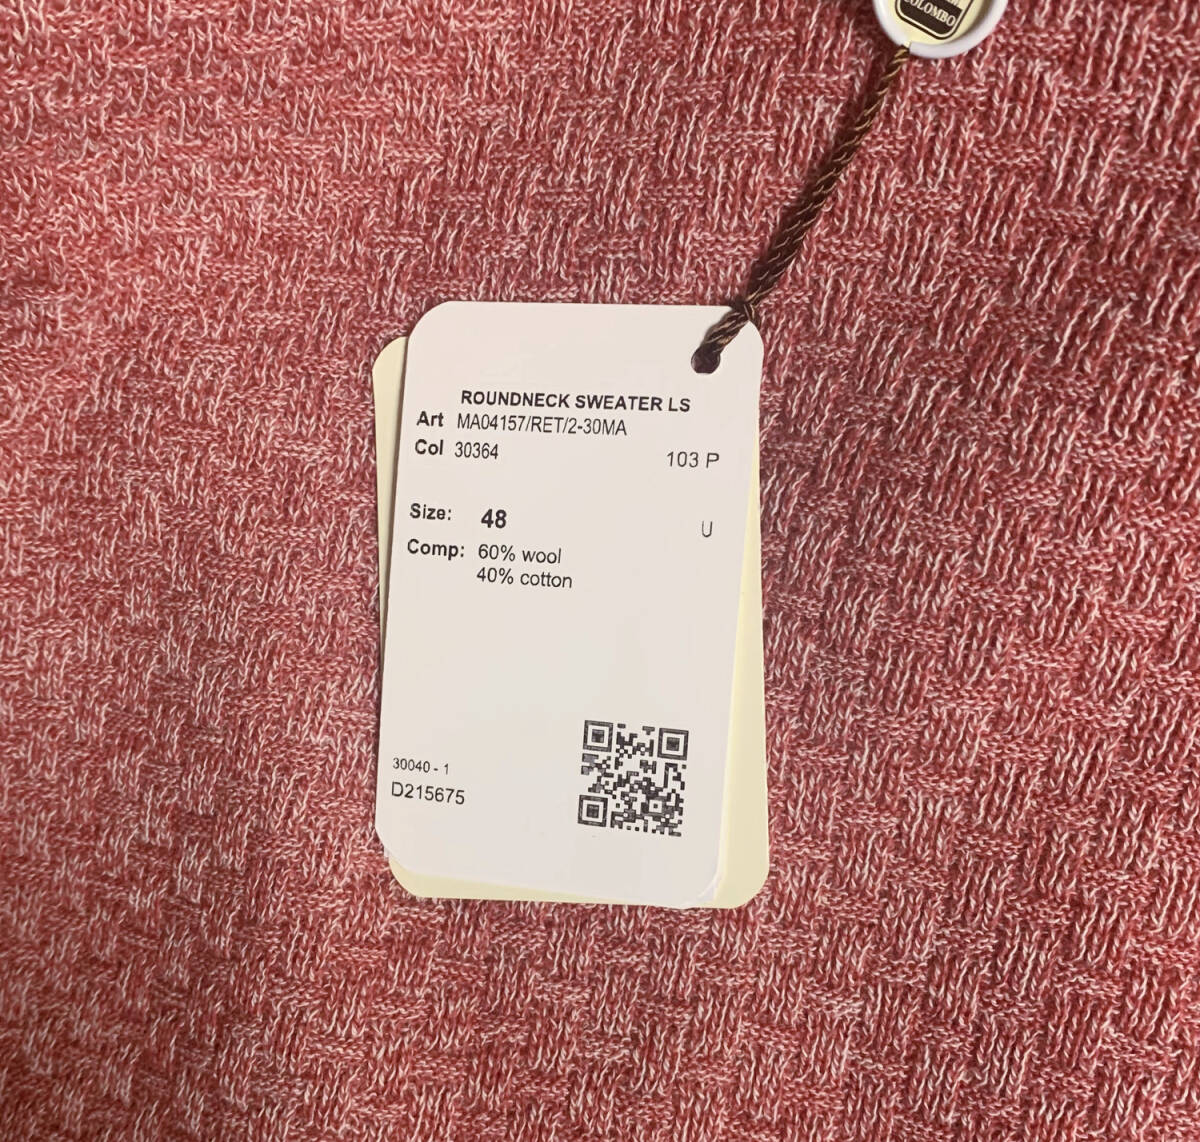 COLOMBO
ROUNDNECK SWEATER LS
Art MA04157/RET/2-30MA
Col 30364
103 P
Size: 48
U
Comp: 60% wool
40% cotton
30040 - 1
D215675